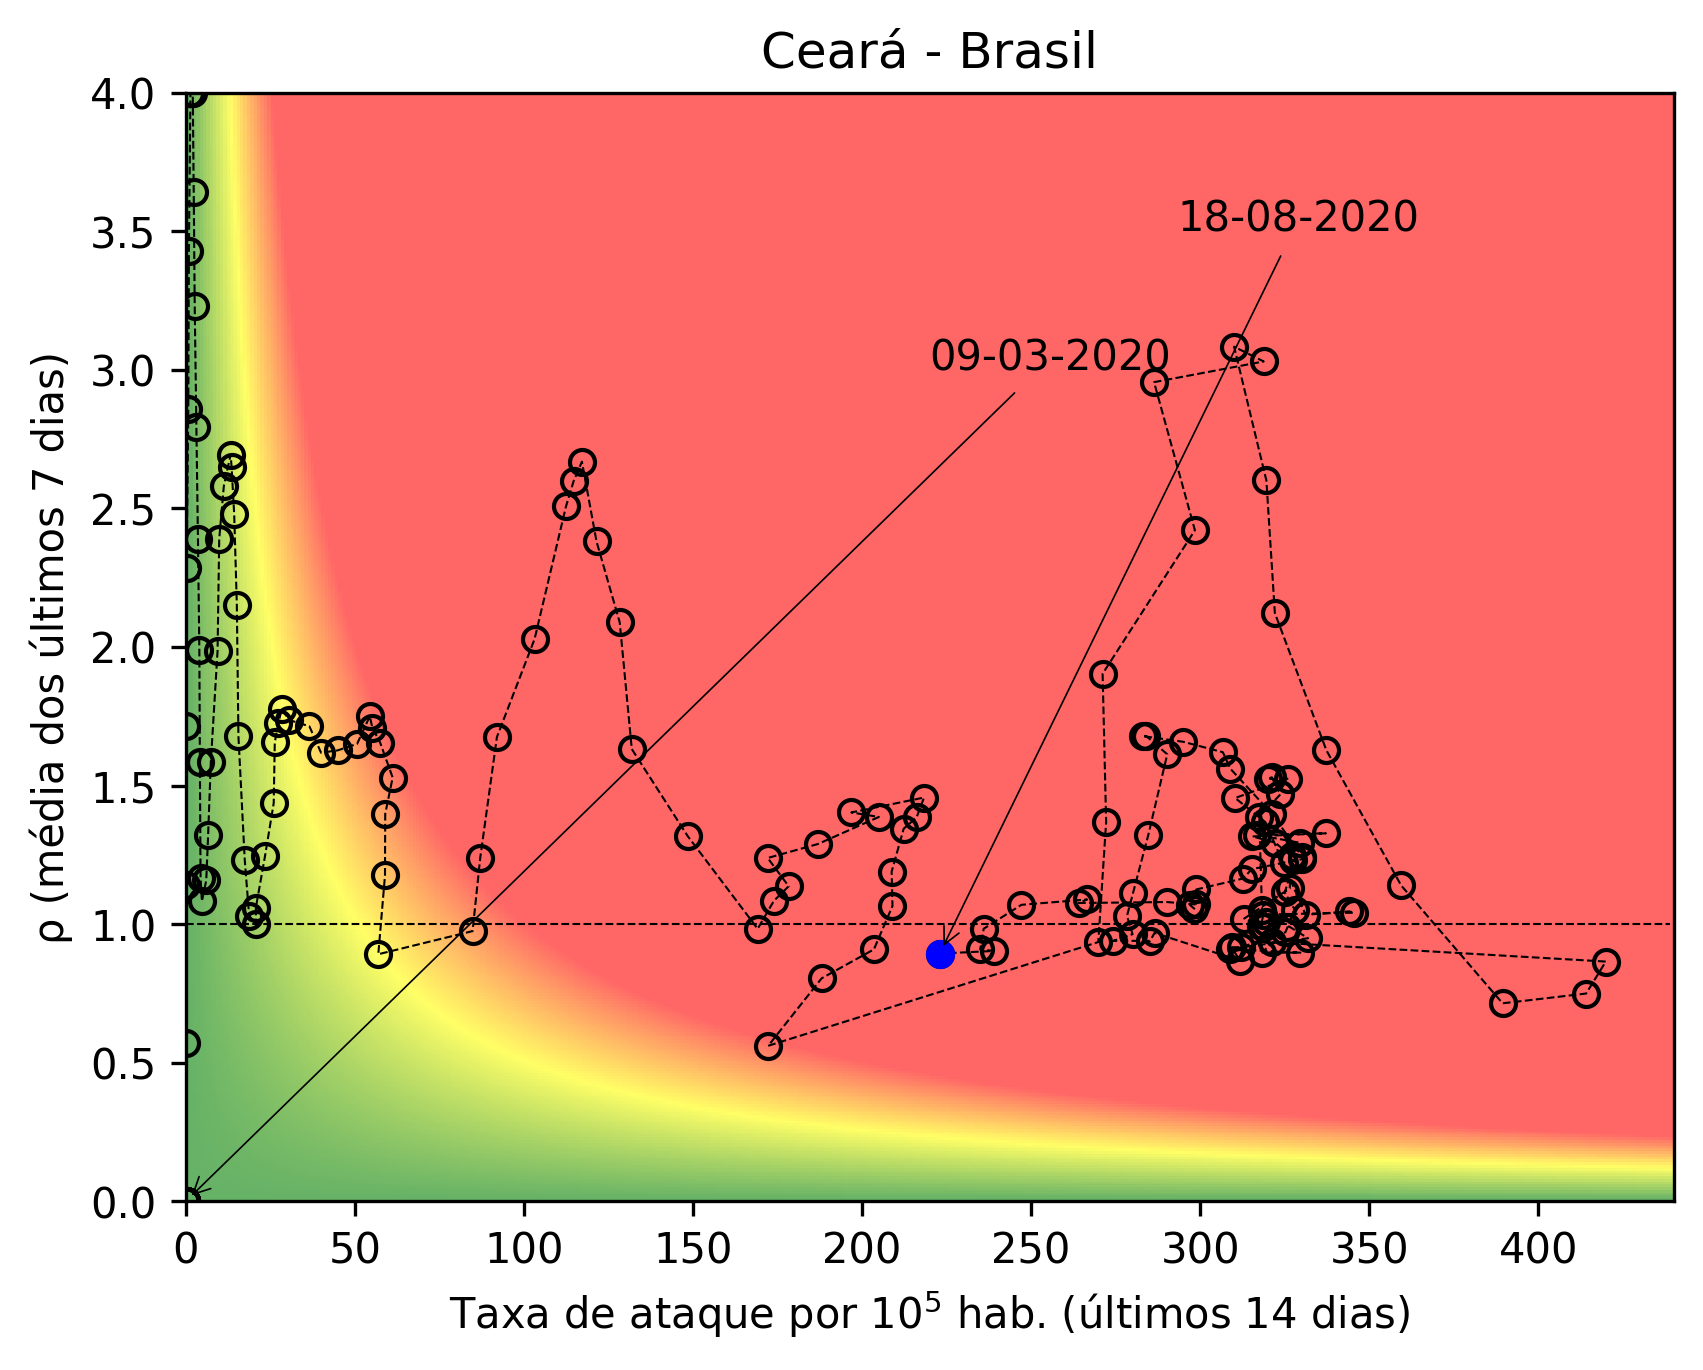 Ceará - Brasil
4.0
3.5
3.0
2.5
2.0
1.5
1.0
0.5
0.0
ρ (média dos últimos 7 dias)
18-08-2020
09-03-2020
0 50 100 150 200 250 300 350 400
Taxa de ataque por 10⁵ hab. (últimos 14 dias)